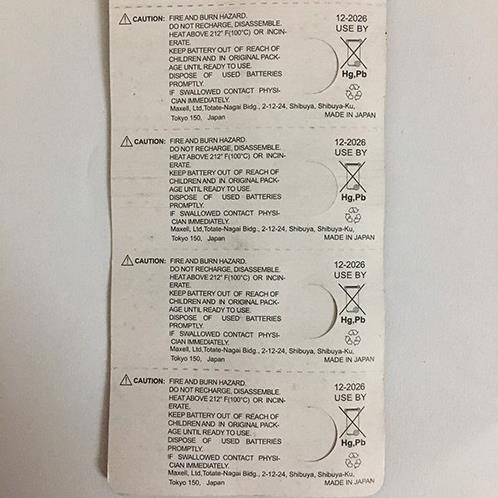 CAUTION: FIRE AND BURN HAZARD.
DO NOT RECHARGE, DISASSEMBLE.
HEAT ABOVE 212° F(100°C) OR INCIN-
ERATE.
KEEP BATTERY OUT OF REACH OF
CHILDREN AND IN ORIGINAL PACK-
AGE UNTIL READY TO USE.
DISPOSE OF USED BATTERIES
PROMPTLY.
IF SWALLOWED CONTACT PHYSI-
CIAN IMMEDIATELY.
Maxell, Ltd,Totate-Nagai Bidg., 2-12-24, Shibuya, Shibuya-Ku,
Tokyo 150, Japan
12-2026
USE BY
Hg,Pb
MADE IN JAPAN
CAUTION: FIRE AND BURN HAZARD.
DO NOT RECHARGE, DISASSEMBLE.
HEAT ABOVE 212° F(100°C) OR INCIN-
ERATE.
KEEP BATTERY OUT OF REACH OF
CHILDREN AND IN ORIGINAL PACK-
AGE UNTIL READY TO USE.
DISPOSE OF USED BATTERIES
PROMPTLY.
IF SWALLOWED CONTACT PHYSI-
CIAN IMMEDIATELY.
Maxell, Ltd,Totate-Nagai Bidg., 2-12-24, Shibuya, Shibuya-Ku,
Tokyo 150, Japan
12-2026
USE BY
Hg,Pb
MADE IN JAPAN
CAUTION: FIRE AND BURN HAZARD.
DO NOT RECHARGE, DISASSEMBLE.
HEAT ABOVE 212° F(100°C) OR INCIN-
ERATE.
KEEP BATTERY OUT OF REACH OF
CHILDREN AND IN ORIGINAL PACK-
AGE UNTIL READY TO USE.
DISPOSE OF USED BATTERIES
PROMPTLY.
IF SWALLOWED CONTACT PHYSI-
CIAN IMMEDIATELY.
Maxell, Ltd,Totate-Nagai Bidg., 2-12-24, Shibuya, Shibuya-Ku,
Tokyo 150, Japan
12-2026
USE BY
Hg,Pb
MADE IN JAPAN
CAUTION: FIRE AND BURN HAZARD.
DO NOT RECHARGE, DISASSEMBLE.
HEAT ABOVE 212° F(100°C) OR INCIN-
ERATE.
KEEP BATTERY OUT OF REACH OF
CHILDREN AND IN ORIGINAL PACK-
AGE UNTIL READY TO USE.
DISPOSE OF USED BATTERIES
PROMPTLY.
IF SWALLOWED CONTACT PHYSI-
CIAN IMMEDIATELY.
Maxell, Ltd,Totate-Nagai Bidg., 2-12-24, Shibuya, Shibuya-Ku,
Tokyo 150, Japan
12-2026
USE BY
Hg,Pb
MADE IN JAPAN